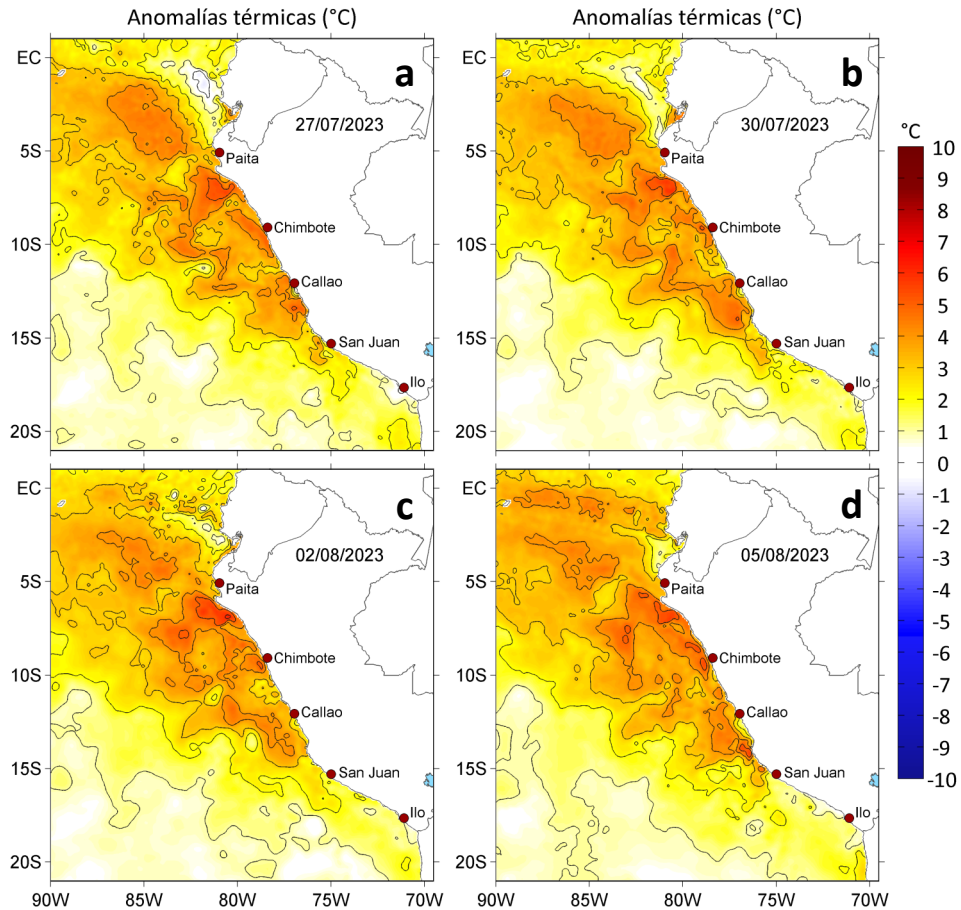 Anomalías térmicas (°C)
Anomalías térmicas (°C)
EC
5S
10S
15S
20S
a
27/07/2023
Paita
Chimbote
Callao
San Juan
Ilo
EC
5S
10S
15S
20S
b
30/07/2023
Paita
Chimbote
Callao
San Juan
Ilo
EC
5S
10S
15S
20S
c
02/08/2023
Paita
Chimbote
Callao
San Juan
Ilo
90W 85W 80W 75W 70W
EC
5S
10S
15S
20S
d
05/08/2023
Paita
Chimbote
Callao
San Juan
Ilo
90W 85W 80W 75W 70W
°C
10
9
8
7
6
5
4
3
2
1
0
-1
-2
-3
-4
-5
-6
-7
-8
-9
-10